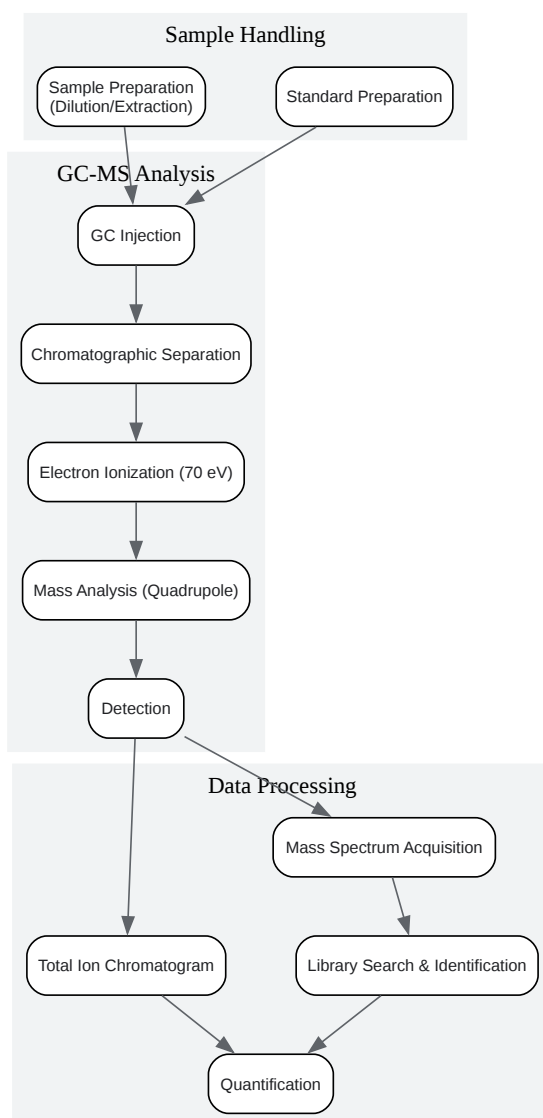 Sample Handling
Sample Preparation
(Dilution/Extraction)
Standard Preparation
GC-MS Analysis
GC Injection
Chromatographic Separation
Electron Ionization (70 eV)
Mass Analysis (Quadrupole)
Detection
Data Processing
Mass Spectrum Acquisition
Total Ion Chromatogram
Library Search & Identification
Quantification